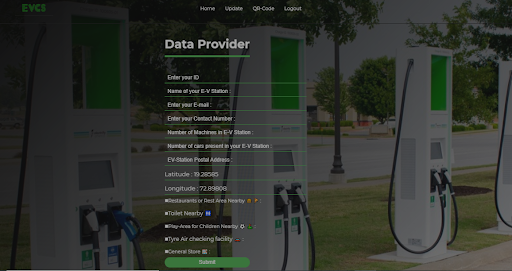 EVCS
Home Update QR-Code Logout
Data Provider
Enter your ID
Name of your E-V Station :
Enter your E-mail :
Enter your Contact Number :
Number of Machines in E-V Station :
Number of cars present in your E-V Station :
EV-Station Postal Address :
Latitude : 19.28585
Longitude : 72.89808
Restaurants or Rest Area Nearby
Toilet Nearby
Play-Area for Children Nearby
Tyre Air checking facility
General Store
Submit